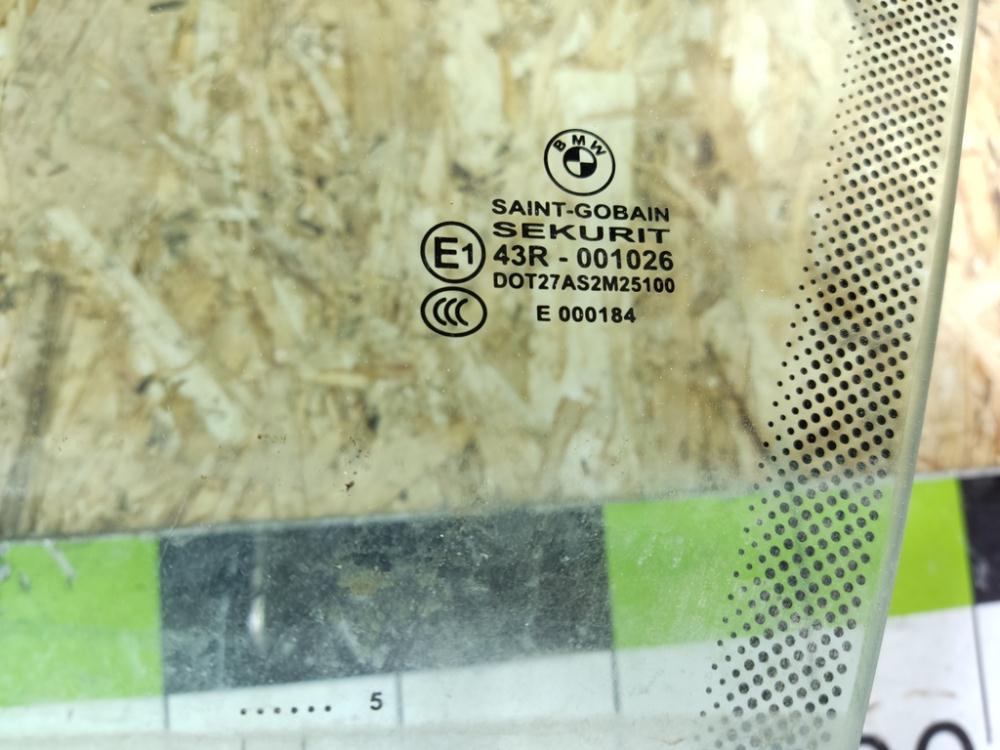 BMW
SAINT-GOBAIN
SEKURIT
E1 43R - 001026
DOT27AS2M25100
CCC E 000184
...... 5